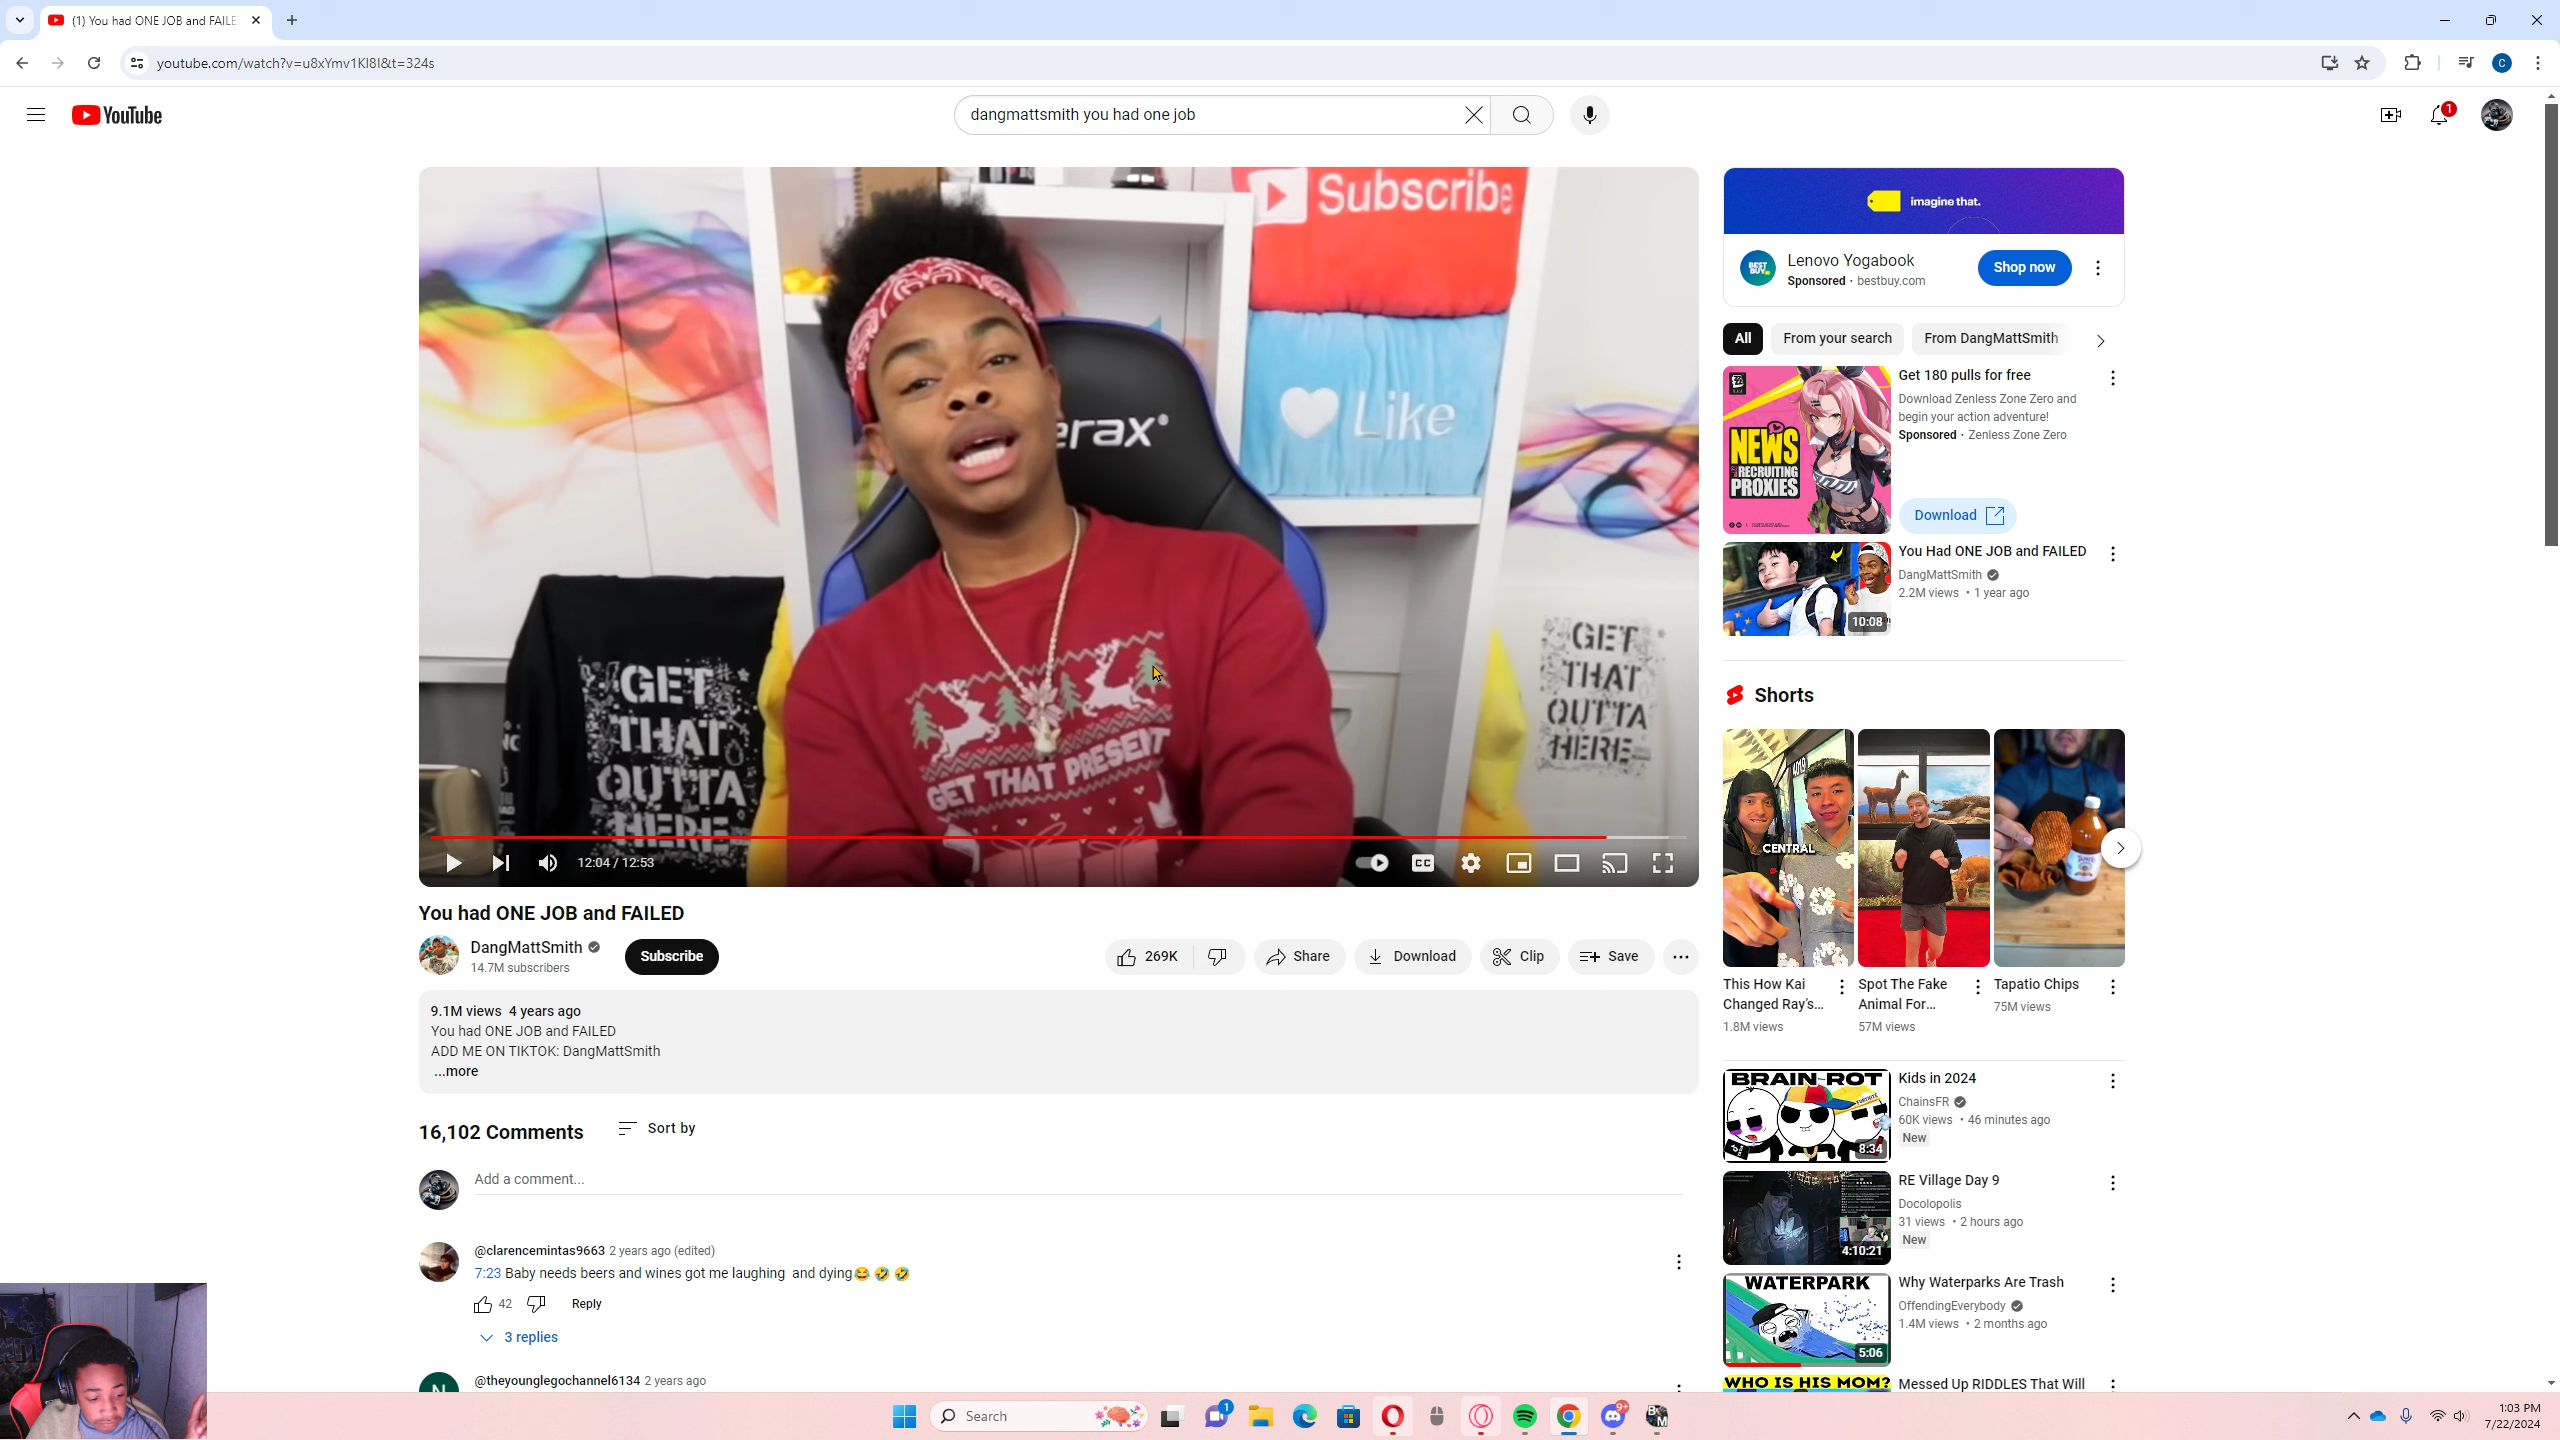 (1) You had ONE JOB and FAILE
youtube.com/watch?v=u8xYmv1KI8I&t=324s
C
YouTube
dangmattsmith you had one job
1
Subscribe
erax
Like
GET
THAT
OUTTA
HERE
GET
THAT
OUTTA
HERE
GET THAT PRESENT
12:04 / 12:53
CC
imagine that.
BEST
BUY
Lenovo Yogabook
Sponsored · bestbuy.com
Shop now
All
From your search
From DangMattSmith
NEWS
RECRUITING
PROXIES
Get 180 pulls for free
Download Zenless Zone Zero and
begin your action adventure!
Sponsored · Zenless Zone Zero
Download
10:08
You Had ONE JOB and FAILED
DangMattSmith
2.2M views • 1 year ago
Shorts
CENTRAL
This How Kai
Changed Ray's...
1.8M views
Spot The Fake
Animal For...
57M views
Tapatio Chips
75M views
You had ONE JOB and FAILED
DangMattSmith
14.7M subscribers
Subscribe
269K
Share
Download
Clip
Save
9.1M views 4 years ago
You had ONE JOB and FAILED
ADD ME ON TIKTOK: DangMattSmith
...more
16,102 Comments
Sort by
Add a comment...
@clarencemintas9663 2 years ago (edited)
7:23 Baby needs beers and wines got me laughing and dying😂 🤣 🤣
42
Reply
3 replies
N
@theyounglegochannel6134 2 years ago
BRAIN ROT
8:34
Kids in 2024
ChainsFR
60K views • 46 minutes ago
New
4:10:21
RE Village Day 9
Docolopolis
31 views • 2 hours ago
New
WATERPARK
5:06
Why Waterparks Are Trash
OffendingEverybody
1.4M views • 2 months ago
WHO IS HIS MOM?
Messed Up RIDDLES That Will
Search
1
9+
1:03 PM
7/22/2024